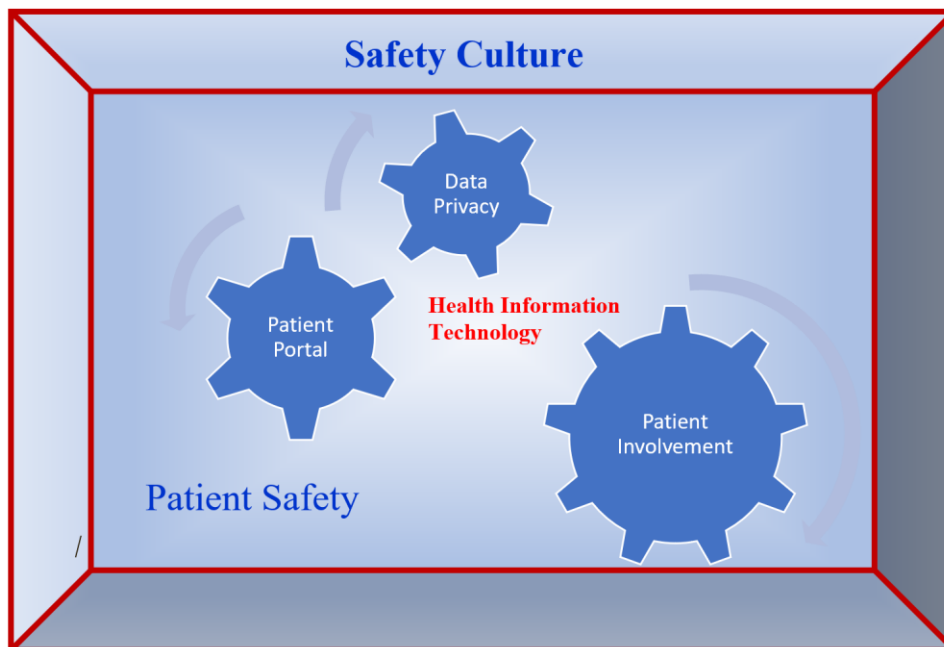 Safety Culture
Data
Privacy
Health Information
Technology
Patient
Portal
Patient
Involvement
Patient Safety
/